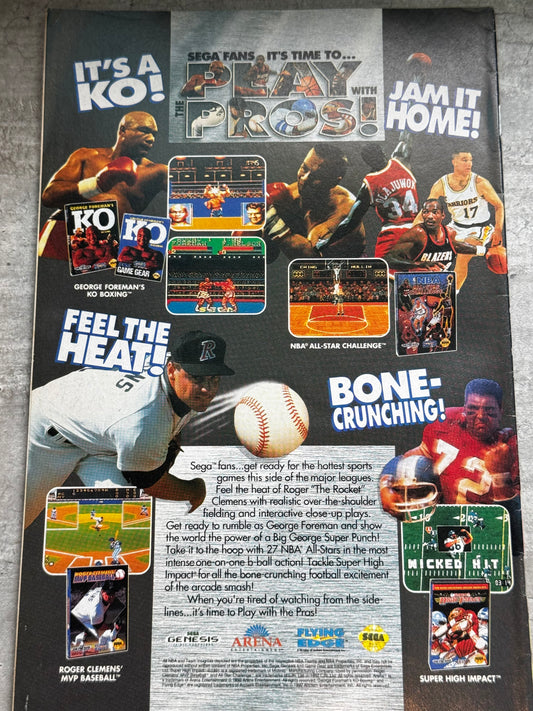 SEGA™ FANS IT'S TIME TO...
PLAY
WITH
THE
PROS!
IT'S A
KO!
JAM IT
HOME!
OLAJUWON
34
WARRIORS
17
BLAZERS
GEORGE FOREMAN'S
KO
KO
GAME GEAR
GEORGE FOREMAN'S
KO BOXING™
EWING MULLIN
NBA
NBA® ALL-STAR CHALLENGE™
FEEL THE
HEAT!
R
BONE-
CRUNCHING!
72
Sega™ fans...get ready for the hottest sports
games this side of the major leagues.
Feel the heat of Roger "The Rocket"
Clemens with realistic over-the-shoulder
fielding and interactive close-up plays.
Get ready to rumble as George Foreman and show
the world the power of a Big George Super Punch!
Take it to the hoop with 27 NBA® All-Stars in the most
intense one-on-one b-ball action! Tackle Super High
Impact™ for all the bone-crunching football excitement
of the arcade smash!
When you're tired of watching from the side-
lines...it's time to Play with the Pros!
WICKED HIT
ROGER CLEMENS'
MVP BASEBALL™
SEGA
GENESIS
ARENA
ENTERTAINMENT
FLYING
EDGE
SEGA
SUPER HIGH IMPACT™